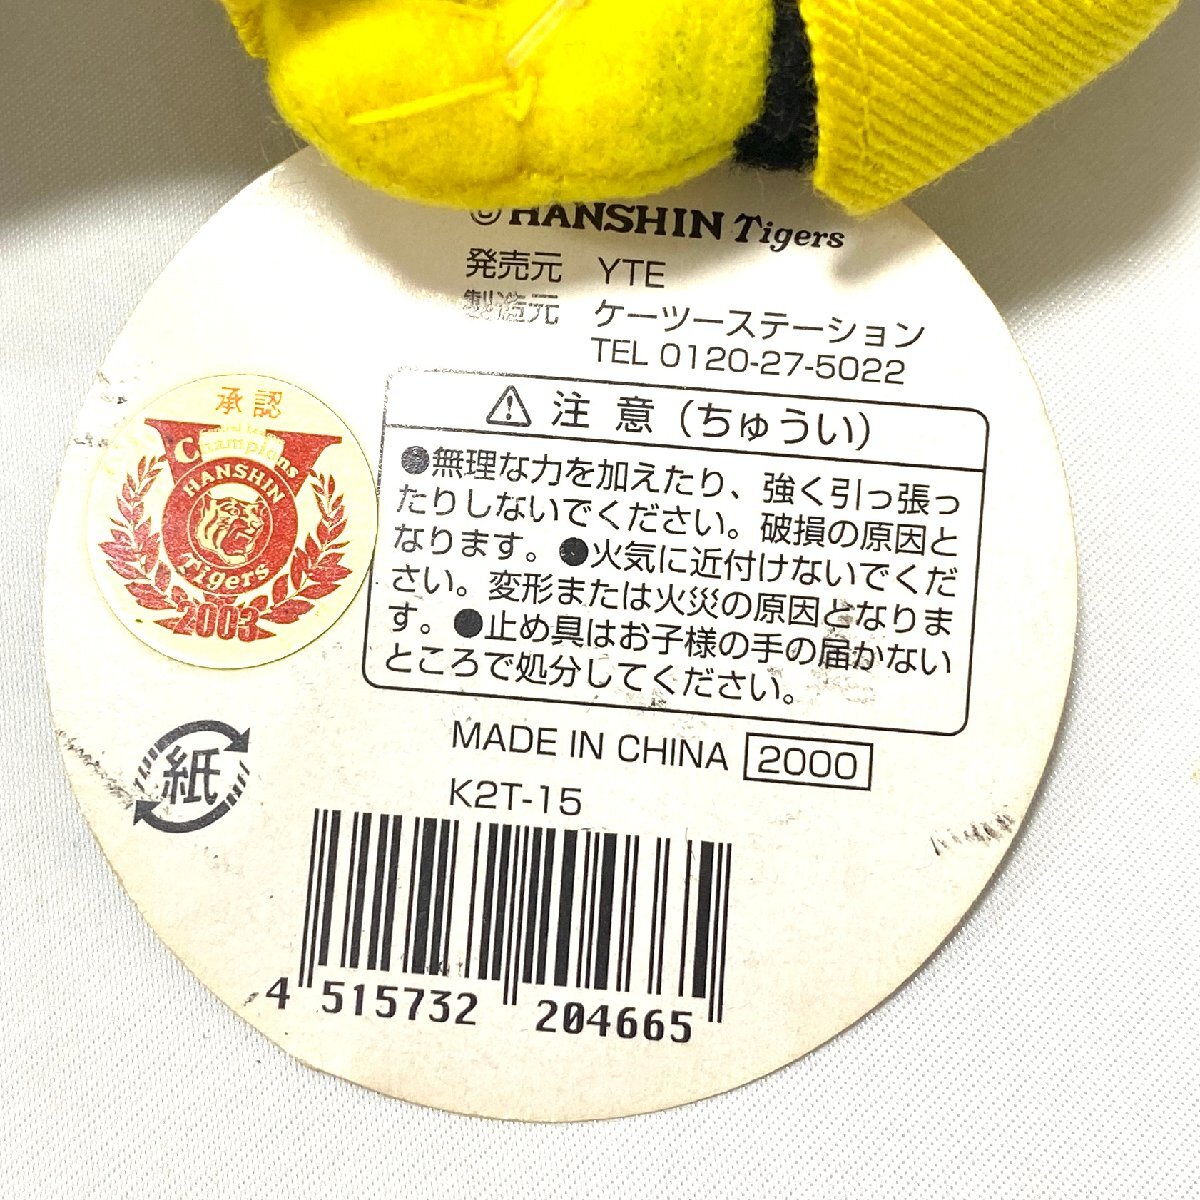 ©HANSHIN Tigers
発売元 YTE
製造元 ケーツーステーション
TEL 0120-27-5022
承認
Central League
Champions
HANSHIN
Tigers
2003
⚠注意（ちゅうい）
●無理な力を加えたり、強く引っ張っ
たりしないでください。破損の原因と
なります。●火気に近付けないでくだ
さい。変形または火災の原因となりま
す。●止め具はお子様の手の届かない
ところで処分してください。
紙
MADE IN CHINA 2000
K2T-15
4 515732 204665